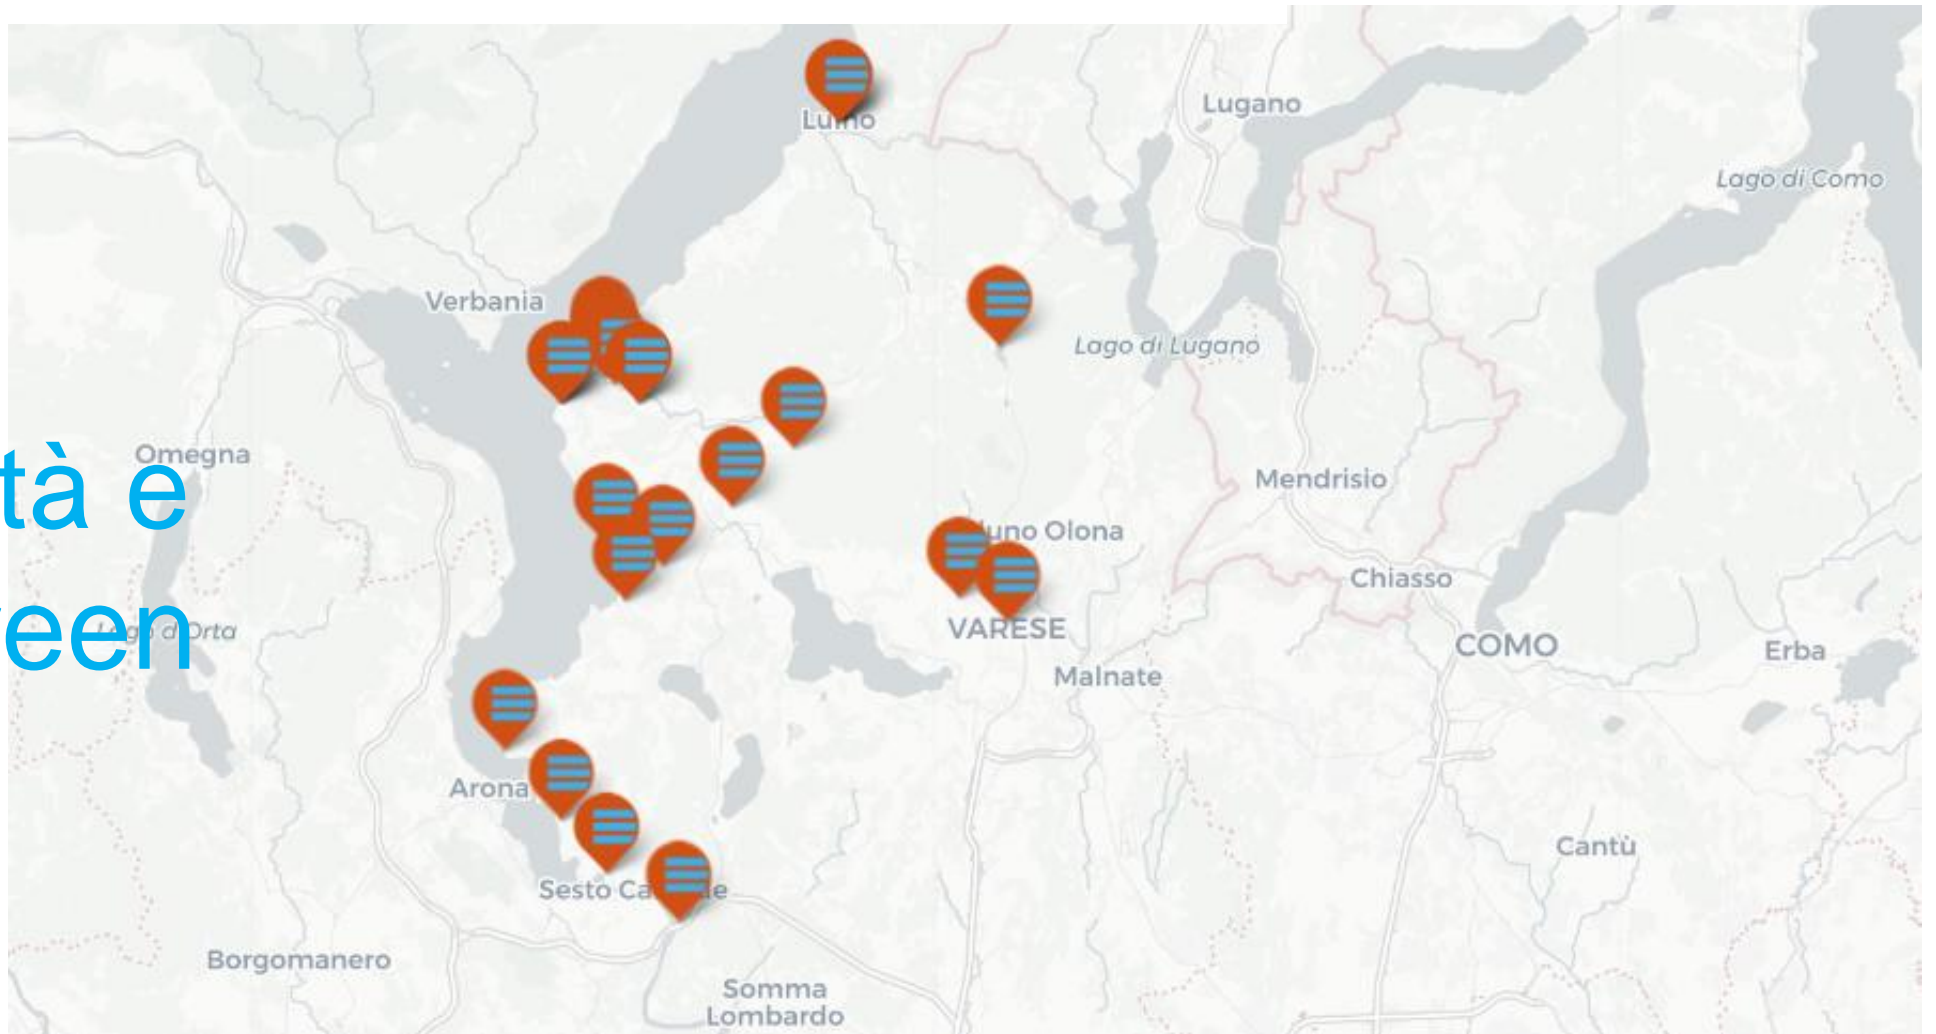 Lugano
Lago di Como
Verbania
Lago di Lugano
Omegna
tà e
Mendrisio
uno Olona
Chiasso
een
VARESE
COMO
Erba
Malnate
Arona
Cantù
Sesto
Borgomanero
Somma
Lombardo